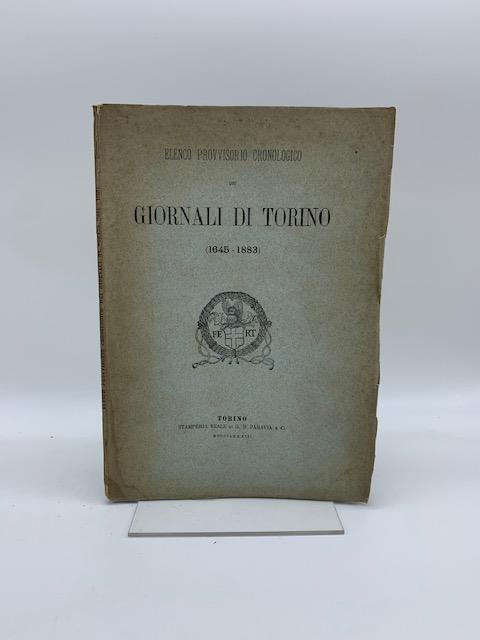 ELENCO PROVVISORIO CRONOLOGICO
DEI
GIORNALI DI TORINO
(1645-1883)
FE RT
TORINO
STAMPERIA REALE DI G. B. PARAVIA E C.